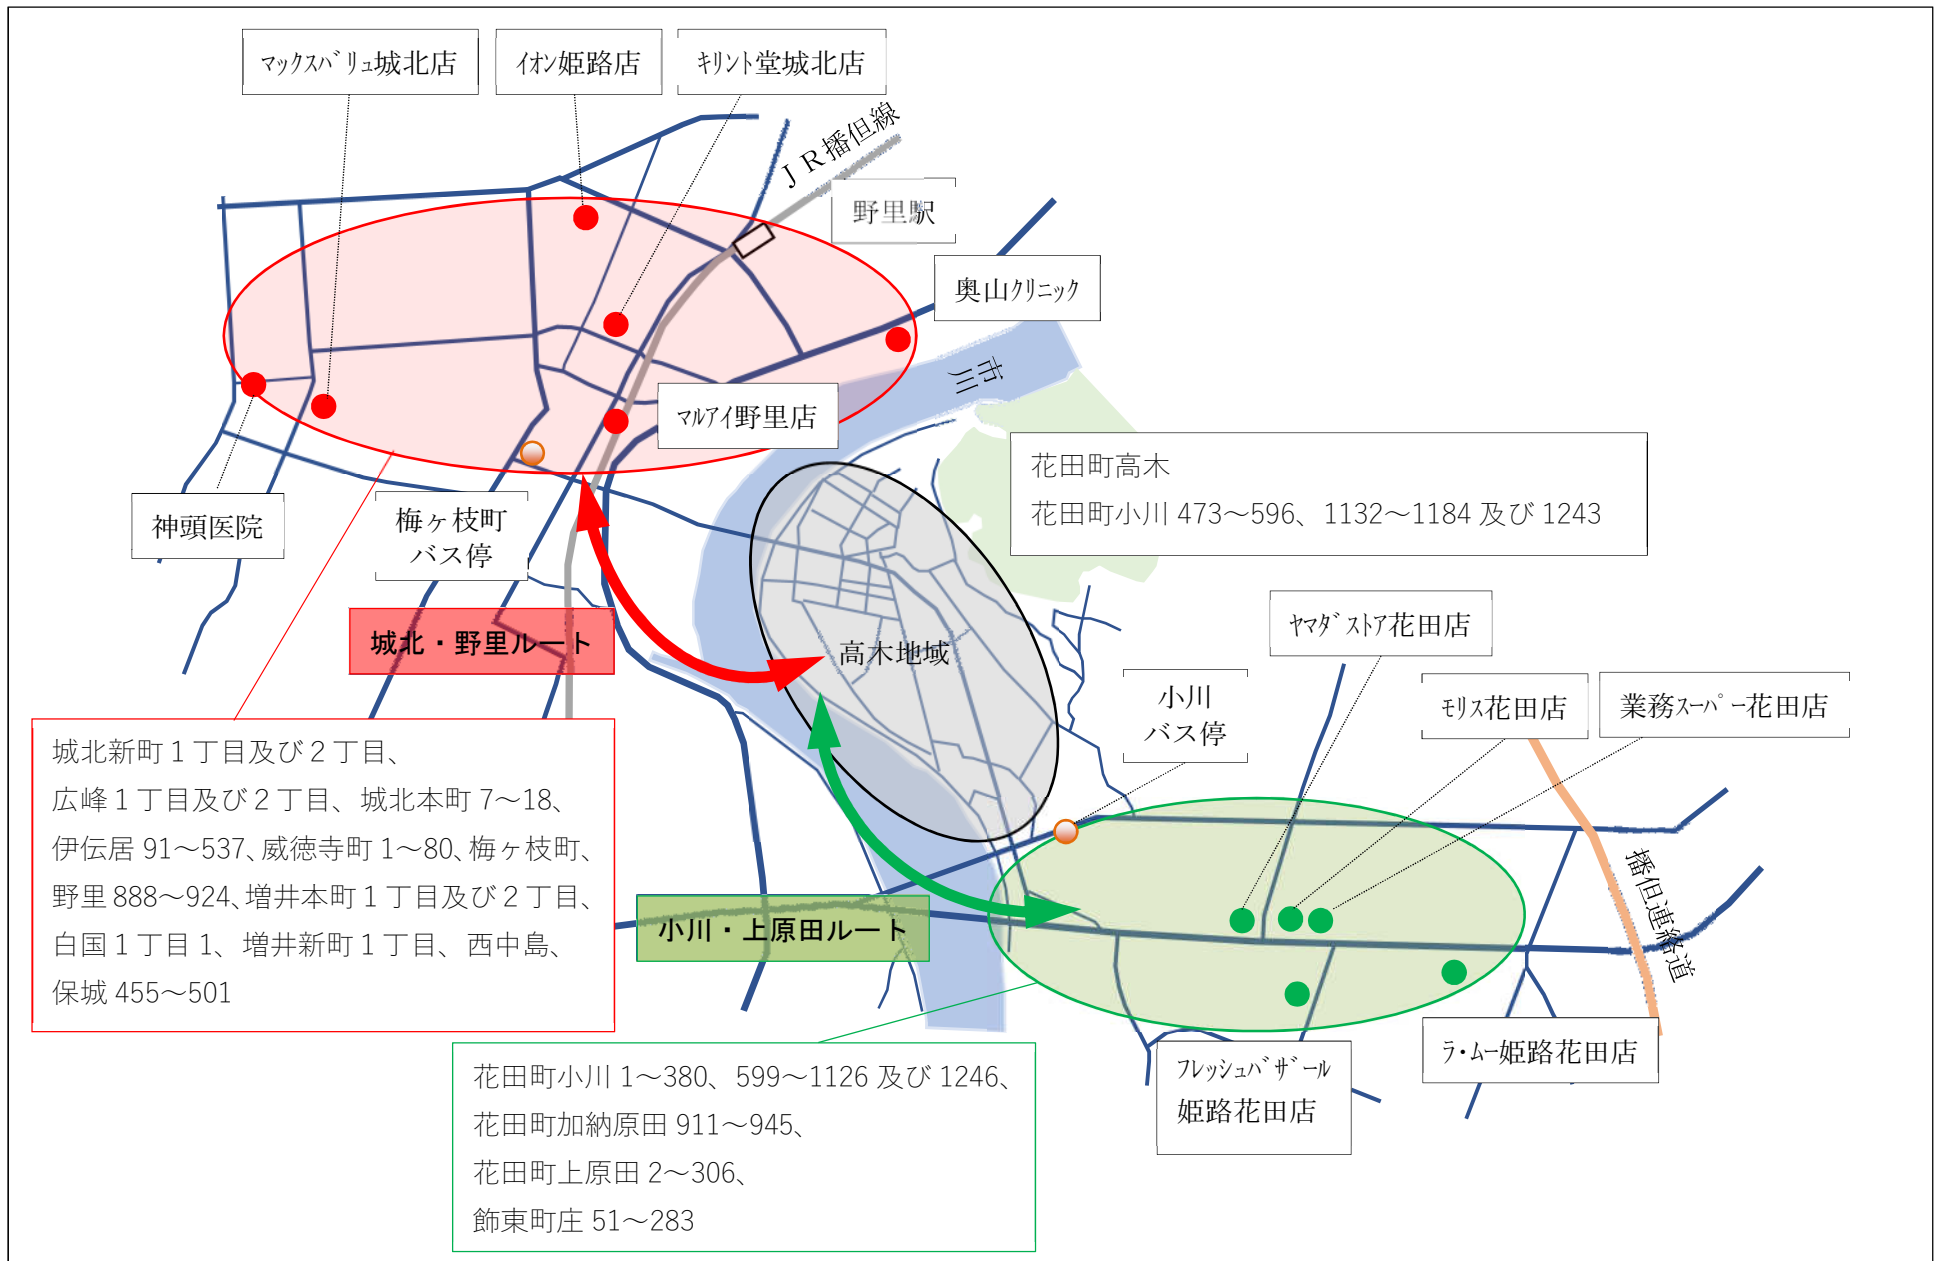 マックスバリュ城北店
イオン姫路店
キリント堂城北店
JR播但線
野里駅
奥山クリニック
市川
マルアイ野里店
花田町高木
花田町小川 473～596、1132～1184 及び 1243
神頭医院
梅ヶ枝町
バス停
城北・野里ルート
高木地域
ヤマダストア花田店
小川
バス停
モリス花田店
業務スーパー花田店
城北新町1丁目及び2丁目、
広峰1丁目及び2丁目、城北本町 7～18、
伊伝居 91～537、威徳寺町 1～80、梅ヶ枝町、
野里 888～924、増井本町1丁目及び2丁目、
白国1丁目1、増井新町1丁目、西中島、
保城 455～501
小川・上原田ルート
播但連絡道
ラ・ムー姫路花田店
フレッシュバザール
姫路花田店
花田町小川 1～380、599～1126 及び 1246、
花田町加納原田 911～945、
花田町上原田 2～306、
飾東町庄 51～283